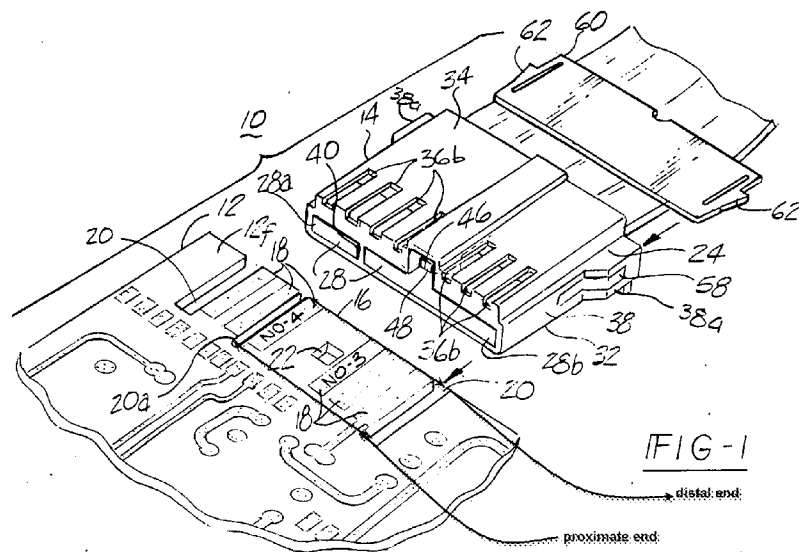 62
60
34
38a
14
10
36b
40
28a
12
12f
46
62
20
18
28
24
16
48
58
38
38a
NO-4
36b
32
28b
22
NO-3
20a
20
18
FIG-1
distal end
proximate end